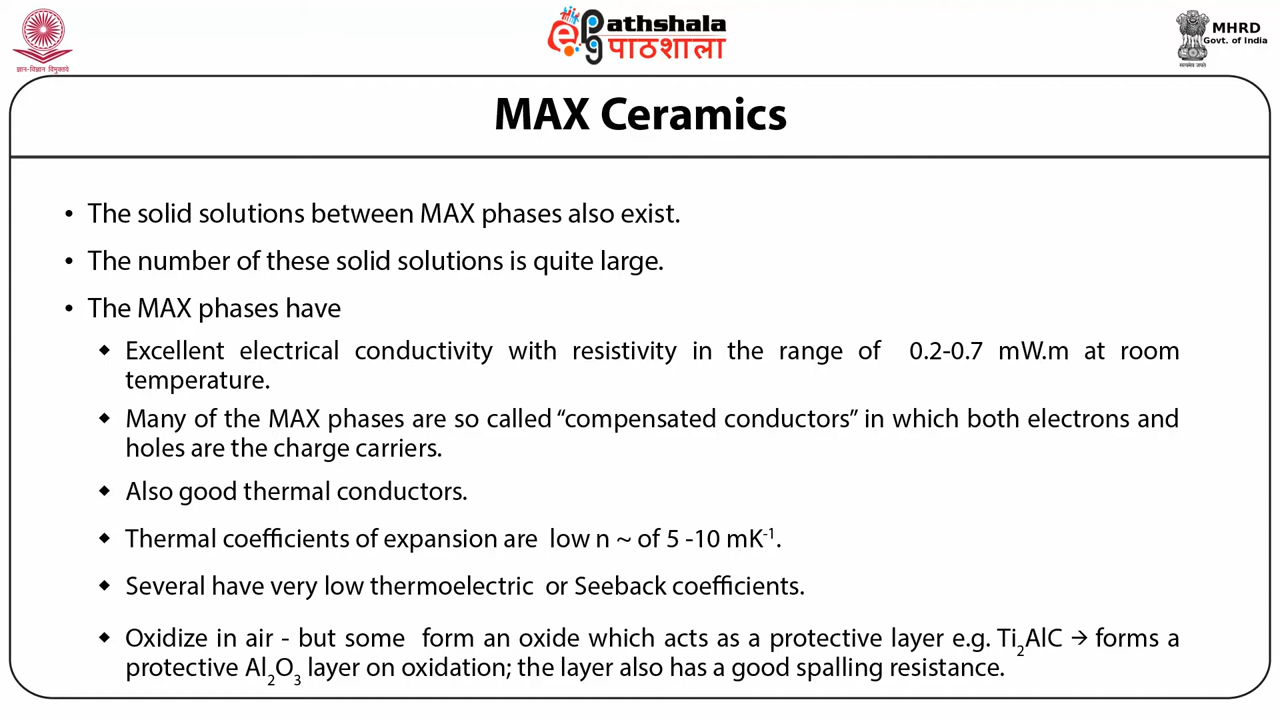 ज्ञान-विज्ञान विमुक्तये
ePathshala
पाठशाला
सत्यमेव जयते
MHRD
Govt. of India
MAX Ceramics
• The solid solutions between MAX phases also exist.
• The number of these solid solutions is quite large.
• The MAX phases have
◆ Excellent electrical conductivity with resistivity in the range of 0.2-0.7 mW.m at room
temperature.
◆ Many of the MAX phases are so called “compensated conductors” in which both electrons and
holes are the charge carriers.
◆ Also good thermal conductors.
◆ Thermal coefficients of expansion are low n ~ of 5 -10 mK⁻¹.
◆ Several have very low thermoelectric or Seeback coefficients.
◆ Oxidize in air - but some form an oxide which acts as a protective layer e.g. Ti₂AlC → forms a
protective Al₂O₃ layer on oxidation; the layer also has a good spalling resistance.